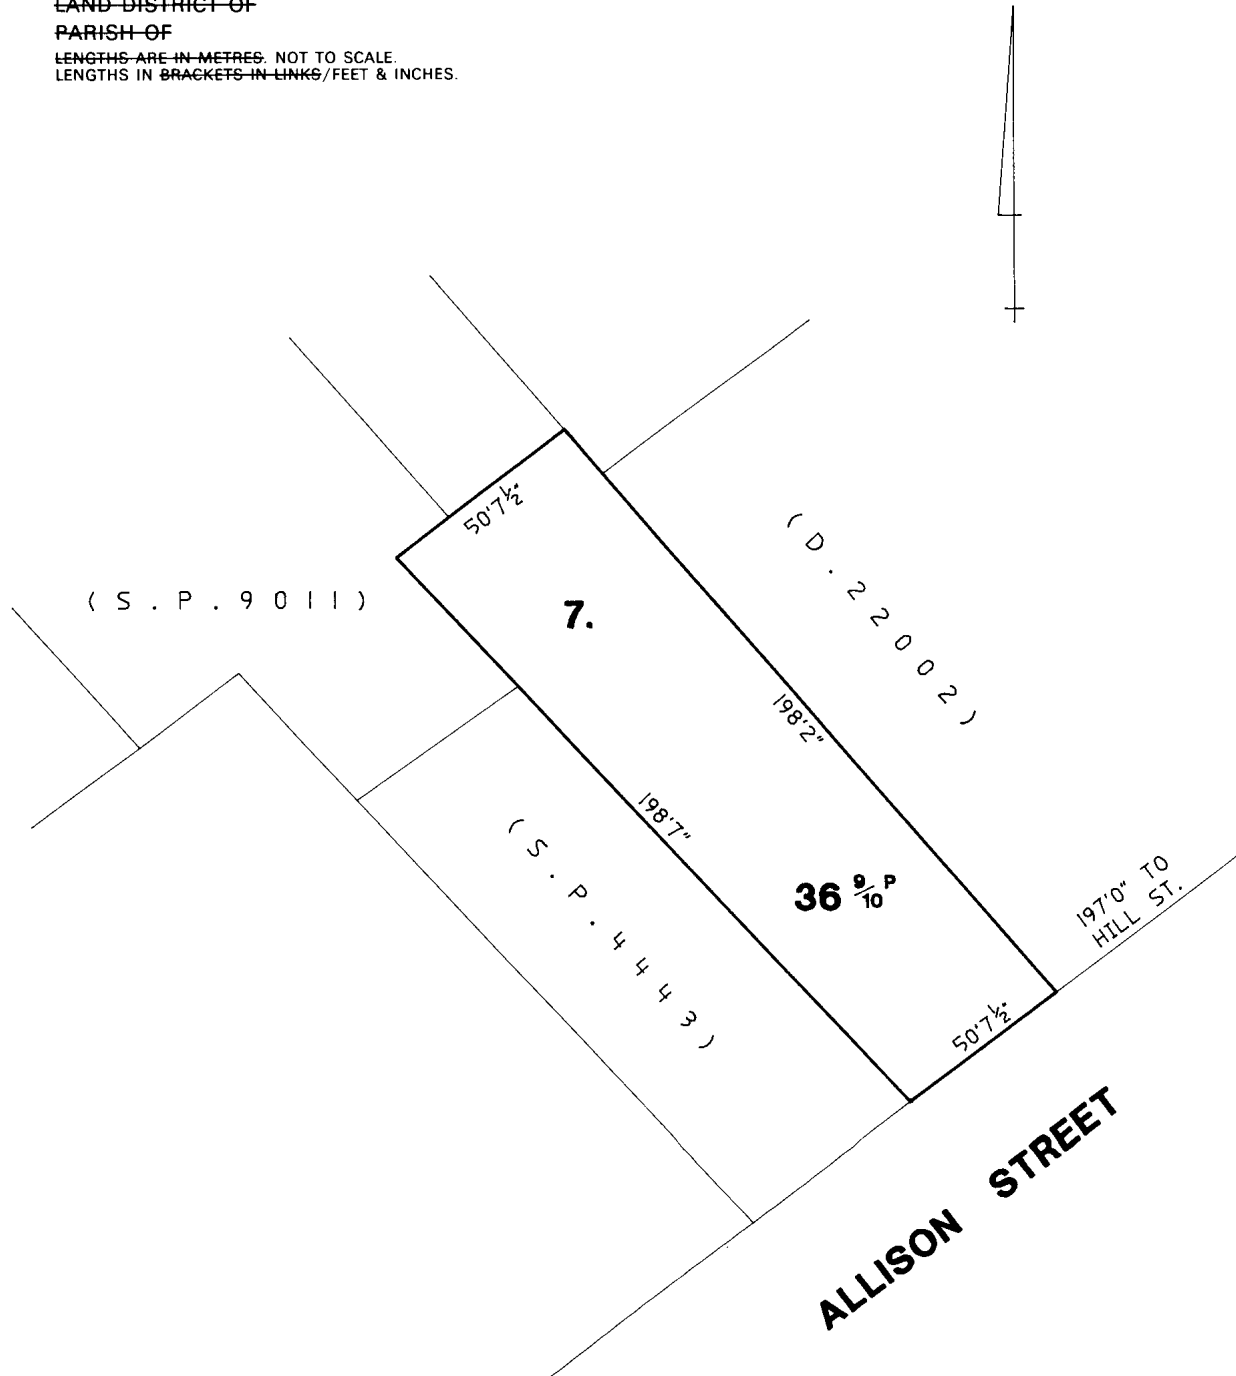 LAND DISTRICT OF
PARISH OF
LENGTHS ARE IN METRES. NOT TO SCALE.
LENGTHS IN BRACKETS IN LINKS/FEET & INCHES.
50'7½"
(S.P.9011)
7.
(D.22002)
198'2"
198'7"
(S.P.4443)
36 9/10 P
197'0" TO
HILL ST.
50'7½"
ALLISON STREET